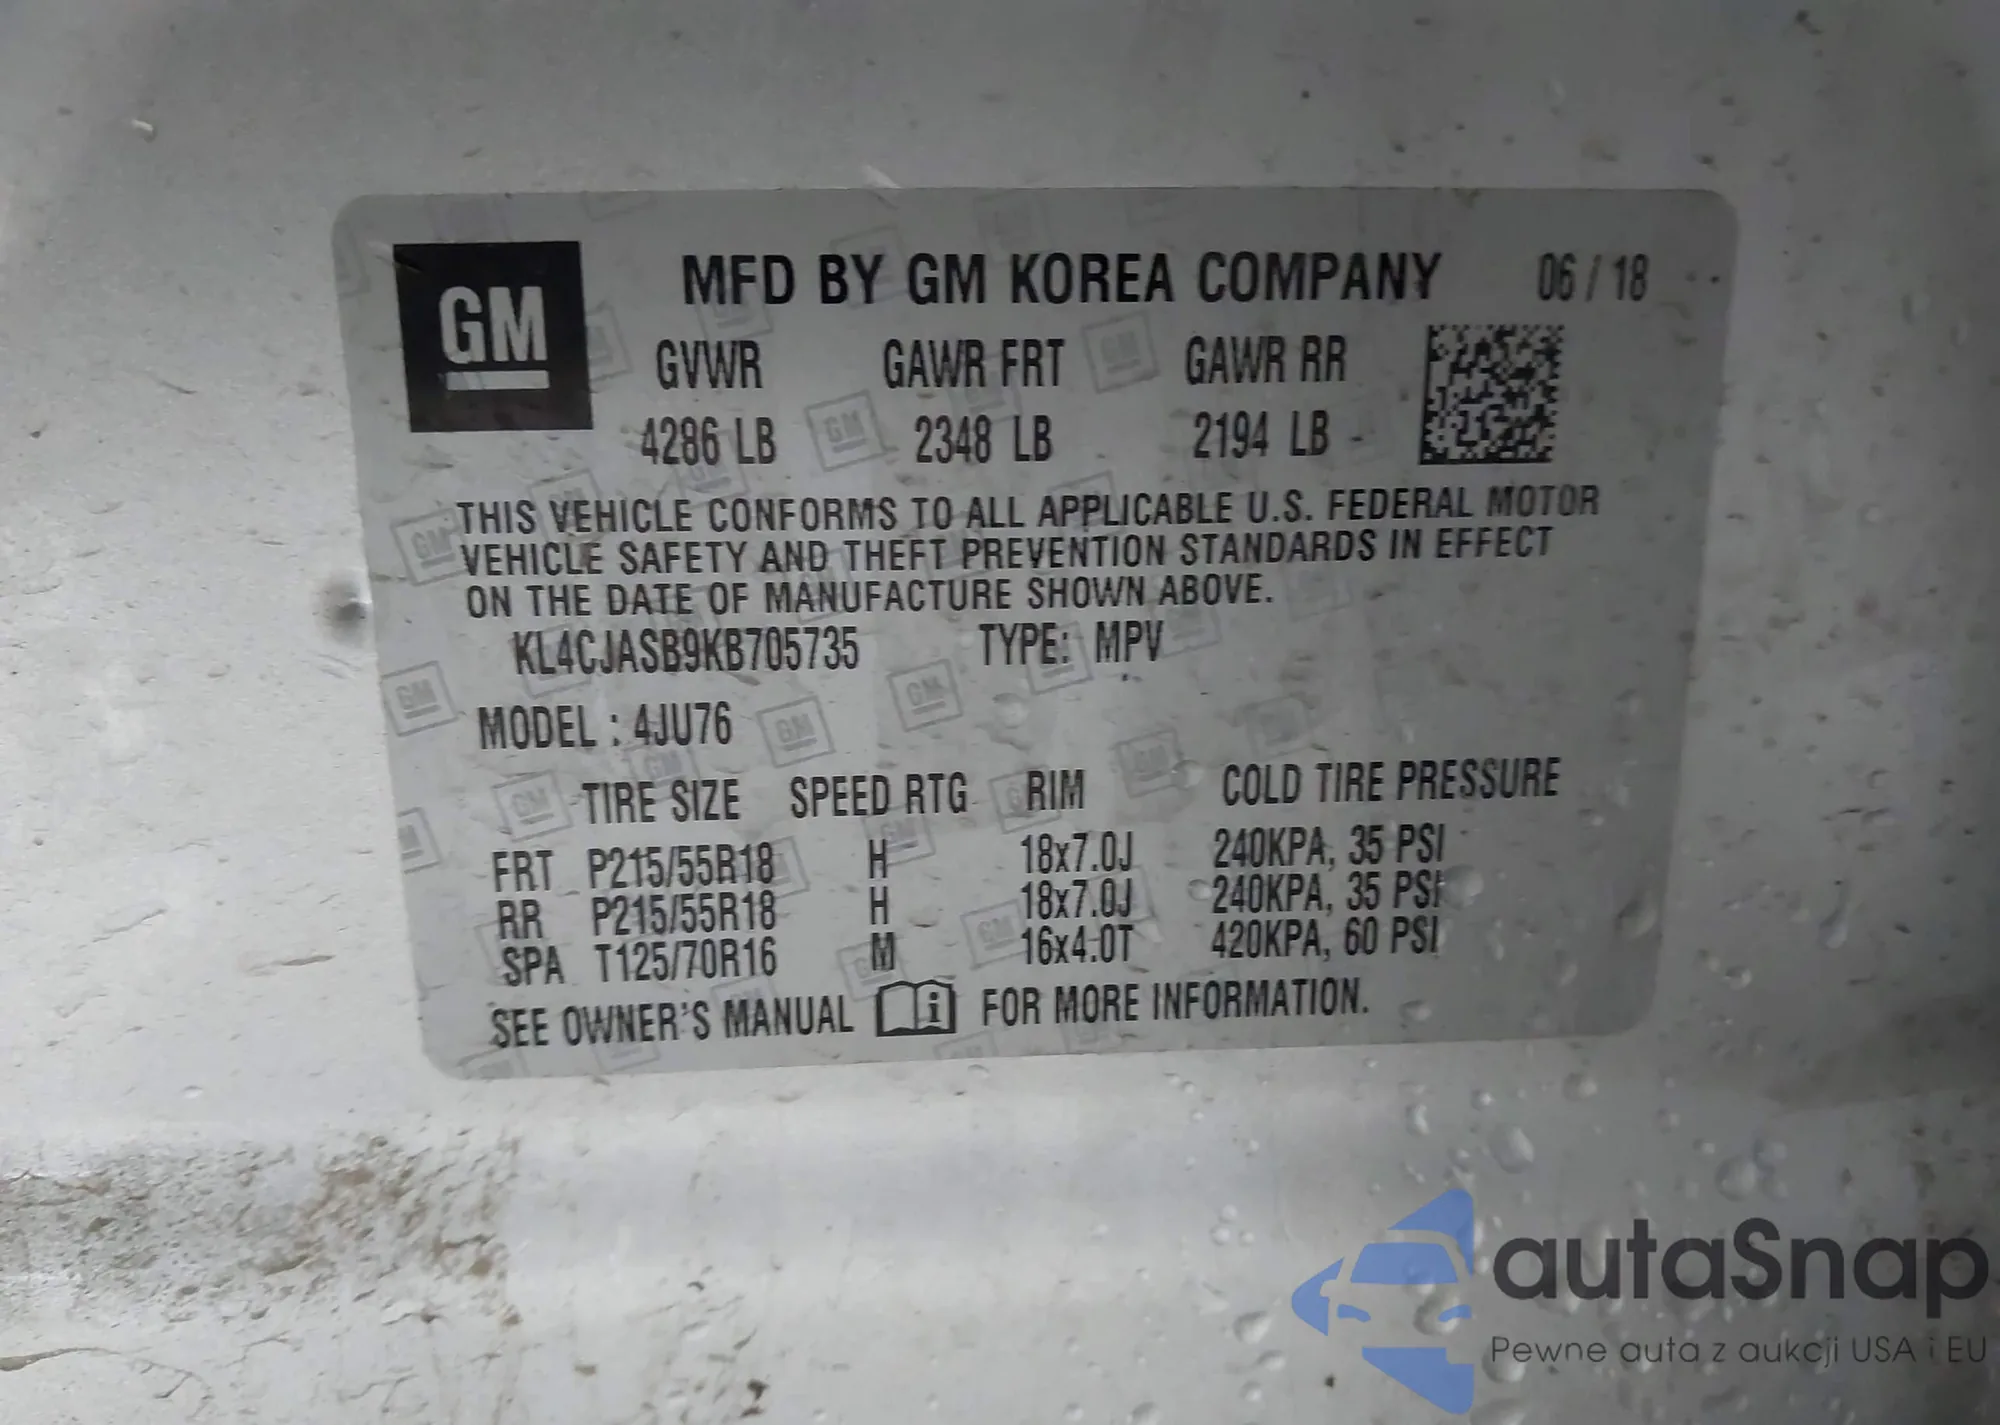 GM
MFD BY GM KOREA COMPANY 06 / 18
GVWR GAWR FRT GAWR RR
4286 LB 2348 LB 2194 LB
THIS VEHICLE CONFORMS TO ALL APPLICABLE U.S. FEDERAL MOTOR
VEHICLE SAFETY AND THEFT PREVENTION STANDARDS IN EFFECT
ON THE DATE OF MANUFACTURE SHOWN ABOVE.
KL4CJASB9KB705735 TYPE: MPV
MODEL : 4JU76
TIRE SIZE SPEED RTG RIM COLD TIRE PRESSURE
FRT P215/55R18 H 18x7.0J 240KPA, 35 PSI
RR P215/55R18 H 18x7.0J 240KPA, 35 PSI
SPA T125/70R16 M 16x4.0T 420KPA, 60 PSI
SEE OWNER'S MANUAL i FOR MORE INFORMATION.
autaSnap
Pewne auta z aukcji USA i EU